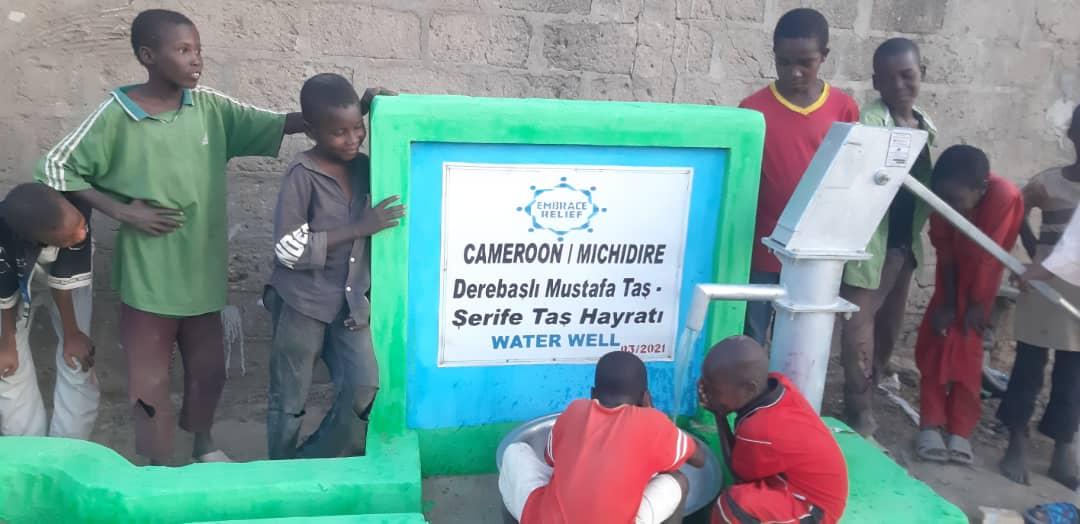 EMBRACE
RELIEF
CAMEROON / MICHIDIRE
Derebaşlı Mustafa Taş -
Şerife Taş Hayratı
WATER WELL 03/2021